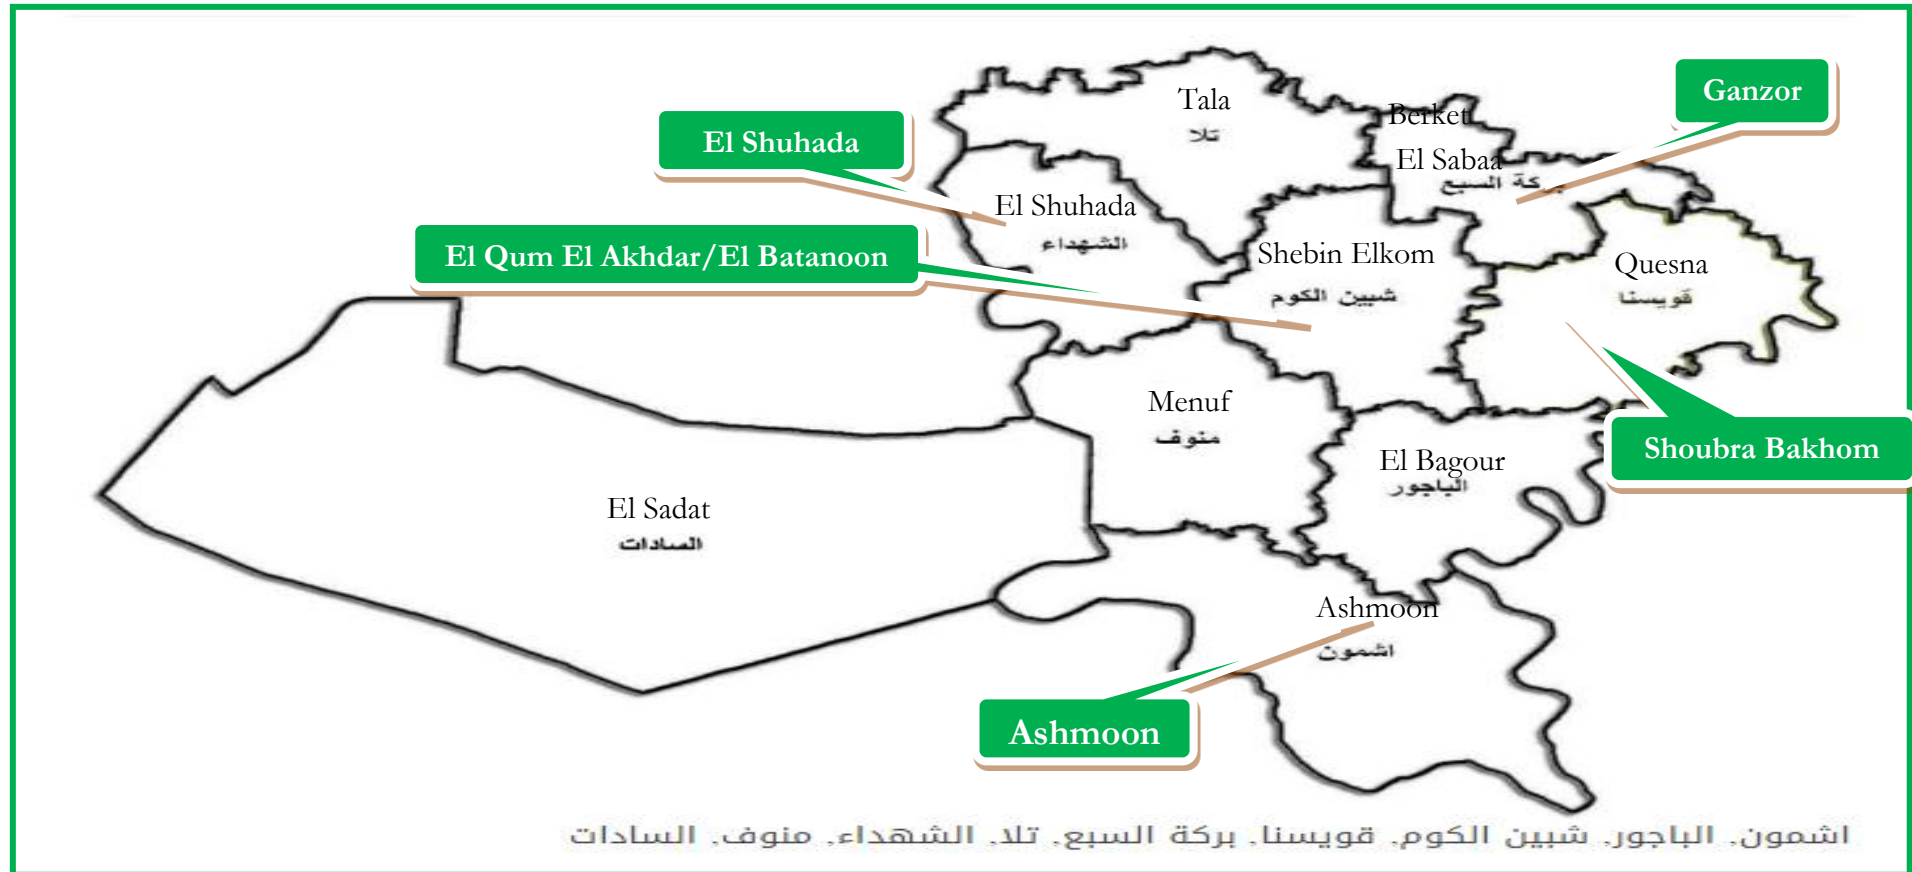 Tala
تلا
Berket
El Sabaa
بركة السبع
Ganzor
El Shuhada
El Shuhada
الشهداء
El Qum El Akhdar/El Batanoon
Shebin Elkom
شبين الكوم
Quesna
قويسنا
Menuf
منوف
El Bagour
الباجور
Shoubra Bakhom
El Sadat
السادات
Ashmoon
اشمون
Ashmoon
اشمون, الباجور, شبين الكوم, قويسنا, بركة السبع, تلا, الشهداء, منوف, السادات